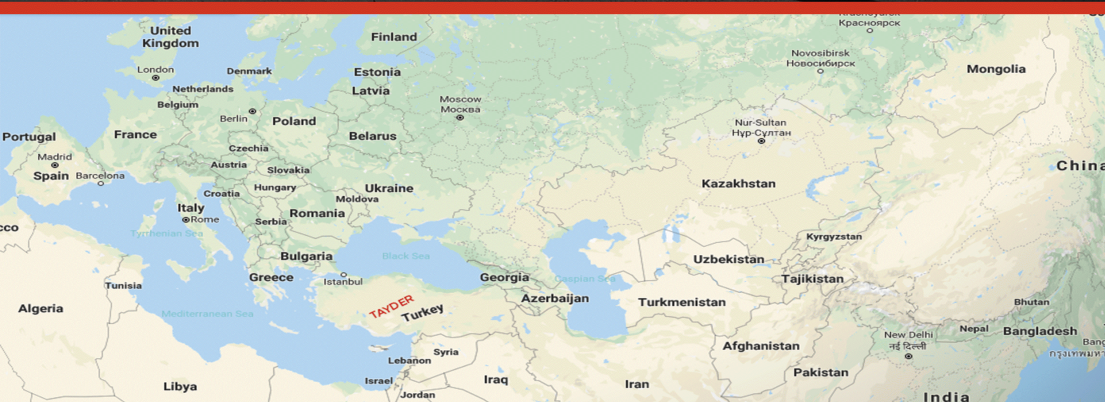 Красноярск
United
Kingdom
Finland
Novosibirsk
Новосибирск
Mongolia
London
Denmark
Estonia
Netherlands
Latvia
Belgium
Moscow
Москва
Berlin
Poland
Nur-Sultan
Нұр-Сұлтан
Portugal
France
Belarus
Czechia
Madrid
Austria
Slovakia
China
Spain
Barcelona
Croatia
Hungary
Ukraine
Moldova
Kazakhstan
Italy
Rome
Serbia
Romania
cco
Tyrrhenian Sea
Kyrgyzstan
Bulgaria
Black Sea
Uzbekistan
Greece
Istanbul
Georgia
Caspian Sea
Tajikistan
Tunisia
Algeria
Mediterranean Sea
TAYDER
Turkey
Azerbaijan
Turkmenistan
Bhutan
Nepal
Bangladesh
New Delhi
नई दिल्ली
Syria
Lebanon
Afghanistan
Israel
Iraq
Iran
Pakistan
Libya
Jordan
India